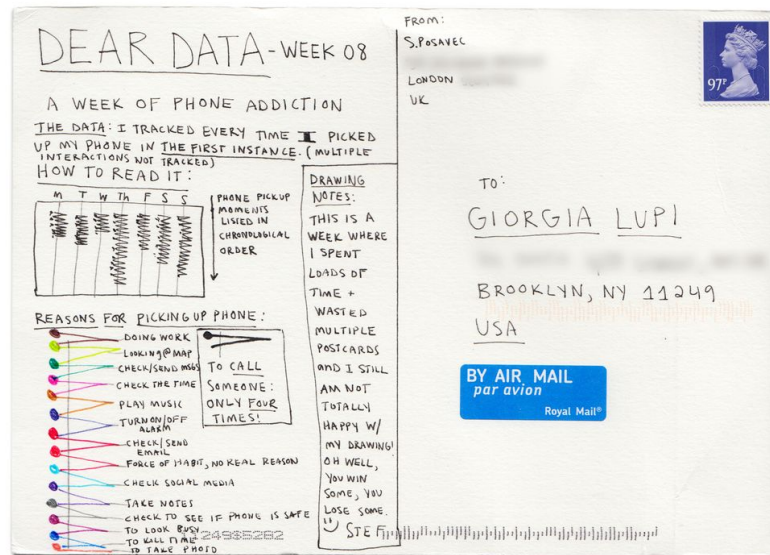 DEAR DATA - WEEK 08
A WEEK OF PHONE ADDICTION
THE DATA: I TRACKED EVERY TIME I PICKED
UP MY PHONE IN THE FIRST INSTANCE. (MULTIPLE
INTERACTIONS NOT TRACKED)
HOW TO READ IT:
M T W Th F S S
PHONE PICKUP
MOMENTS
LISTED IN
CHRONOLOGICAL
ORDER
REASONS FOR PICKING UP PHONE:
DOING WORK
LOOKING@MAP
CHECK/SEND MSGS
CHECK THE TIME
PLAY MUSIC
TURN ON/OFF
ALARM
CHECK/SEND
EMAIL
FORCE OF HABIT, NO REAL REASON
CHECK SOCIAL MEDIA
TAKE NOTES
CHECK TO SEE IF PHONE IS SAFE
TO LOOK BUSY
TO KILL TIME
TO TAKE PHOTO
TO CALL
SOMEONE:
ONLY FOUR
TIMES!
DRAWING
NOTES:
THIS IS A
WEEK WHERE
I SPENT
LOADS OF
TIME +
WASTED
MULTIPLE
POSTCARDS
AND I STILL
AM NOT
TOTALLY
HAPPY W/
MY DRAWING!
OH WELL,
YOU WIN
SOME, YOU
LOSE SOME.
STEF
FROM:
S. POSAVEC
LONDON
UK
97P
TO:
GIORGIA LUPI
BROOKLYN, NY 11249
USA
BY AIR MAIL
par avion
Royal Mail®